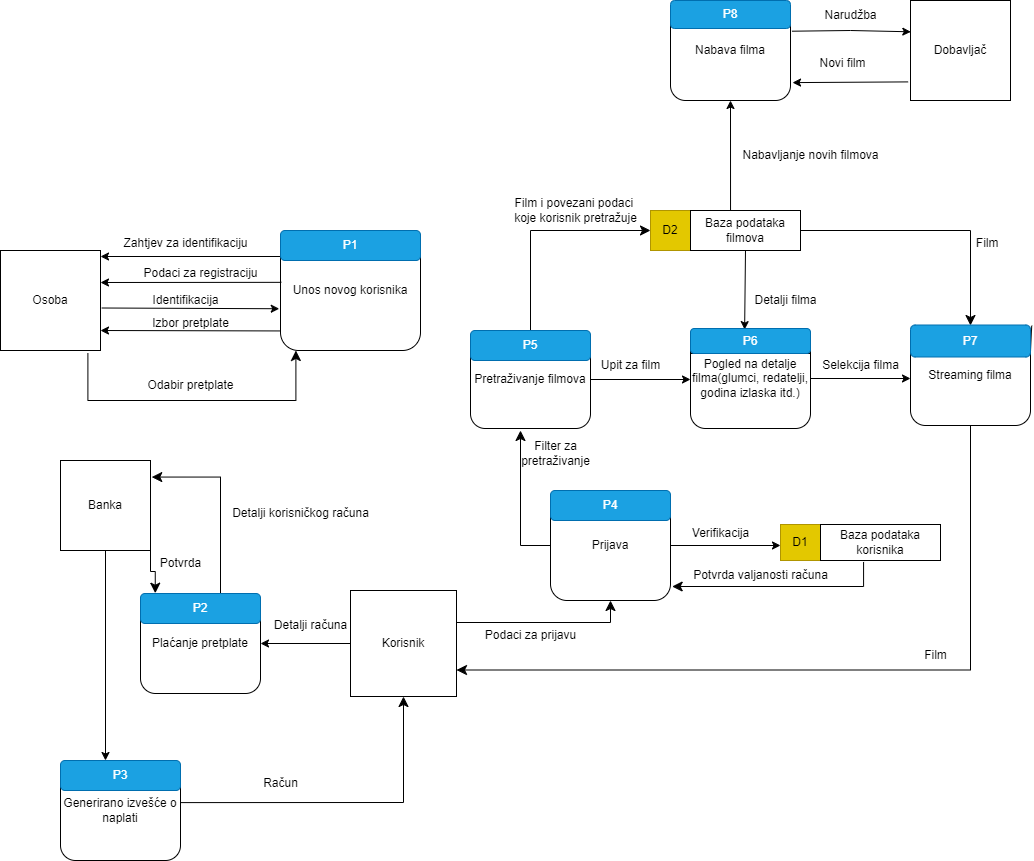 P8
Nabava filma
Narudžba
Novi film
Dobavljač
Nabavljanje novih filmova
Film i povezani podaci
koje korisnik pretražuje
D2
Baza podataka
filmova
Film
Detalji filma
P1
Unos novog korisnika
Osoba
Zahtjev za identifikaciju
Podaci za registraciju
Identifikacija
Izbor pretplate
Odabir pretplate
P5
Pretraživanje filmova
Upit za film
P6
Pogled na detalje
filma(glumci, redatelji,
godina izlaska itd.)
Selekcija filma
P7
Streaming filma
Filter za
pretraživanje
P4
Prijava
Verifikacija
D1
Baza podataka
korisnika
Potvrda valjanosti računa
Banka
Detalji korisničkog računa
Potvrda
P2
Plaćanje pretplate
Detalji računa
Korisnik
Podaci za prijavu
Film
P3
Generirano izvešće o
naplati
Račun